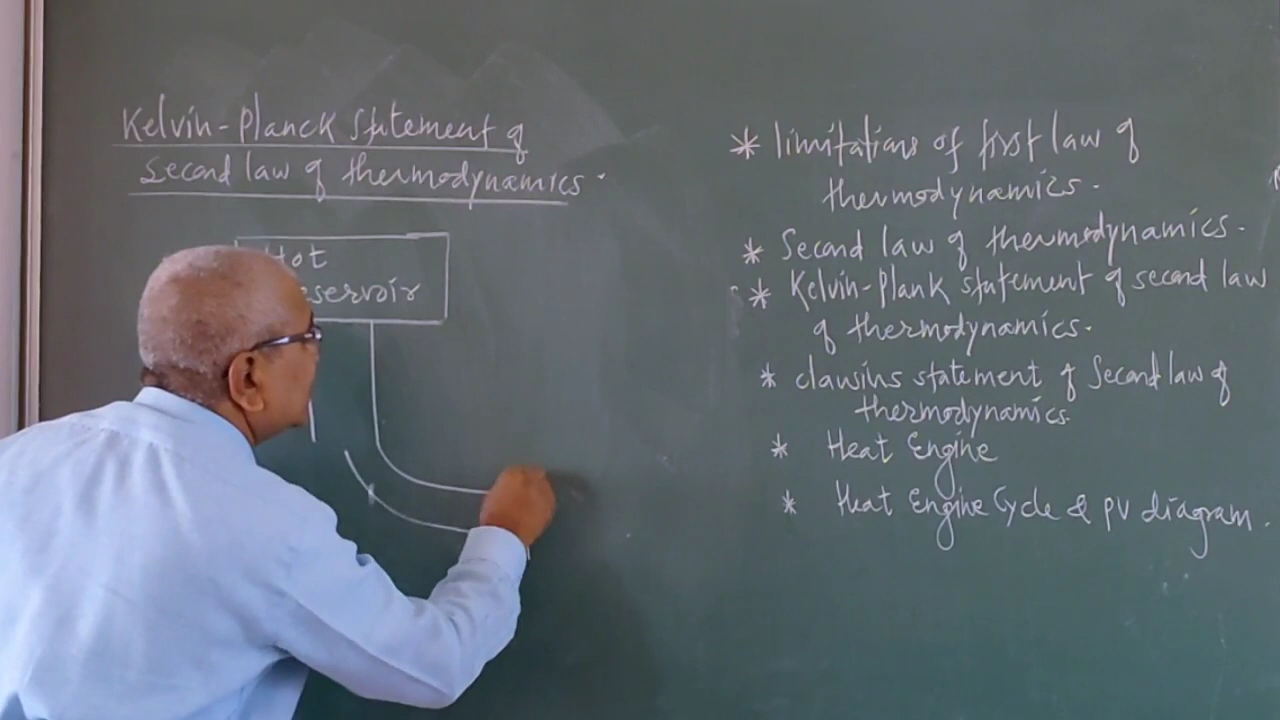 Kelvin-Planck Statement of
Second law of thermodynamics.
Hot
servoir
* limitations of first law of
thermodynamics.
* Second law of thermodynamics.
* Kelvin-Plank statement of second law
of thermodynamics.
* clausius statement of Second law of
thermodynamics
* Heat Engine
* Heat Engine Cycle & PV diagram.